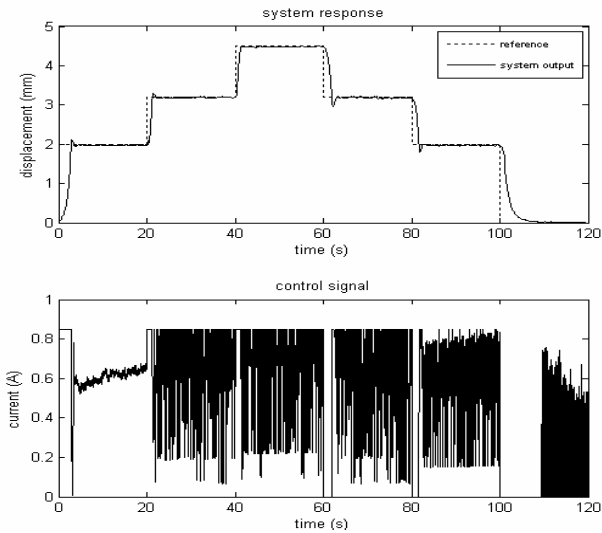 system response
5
4
3
2
1
0
displacement (mm)
reference
system output
0 20 40 60 80 100 120
time (s)
control signal
1
0.8
0.6
0.4
0.2
0
current (A)
0 20 40 60 80 100 120
time (s)